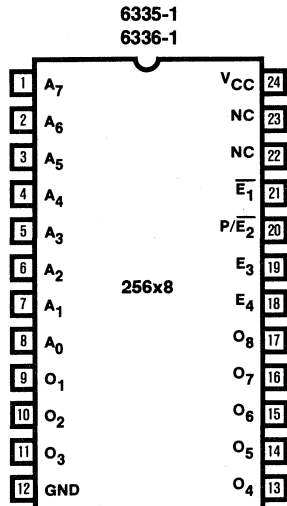 6335-1
6336-1
1 A7 VCC 24
2 A6 NC 23
3 A5 NC 22
4 A4 E̅1̅ 21
5 A3 P/E̅2̅ 20
6 A2 E3 19
256x8
7 A1 E4 18
8 A0 O8 17
9 O1 O7 16
10 O2 O6 15
11 O3 O5 14
12 GND O4 13